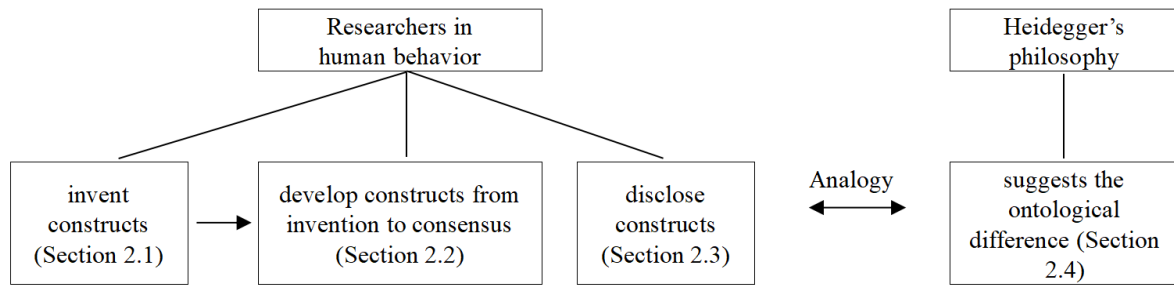 Researchers in
human behavior
Heidegger's
philosophy
invent
constructs
(Section 2.1)
develop constructs from
invention to consensus
(Section 2.2)
disclose
constructs
(Section 2.3)
Analogy
suggests the
ontological
difference (Section
2.4)